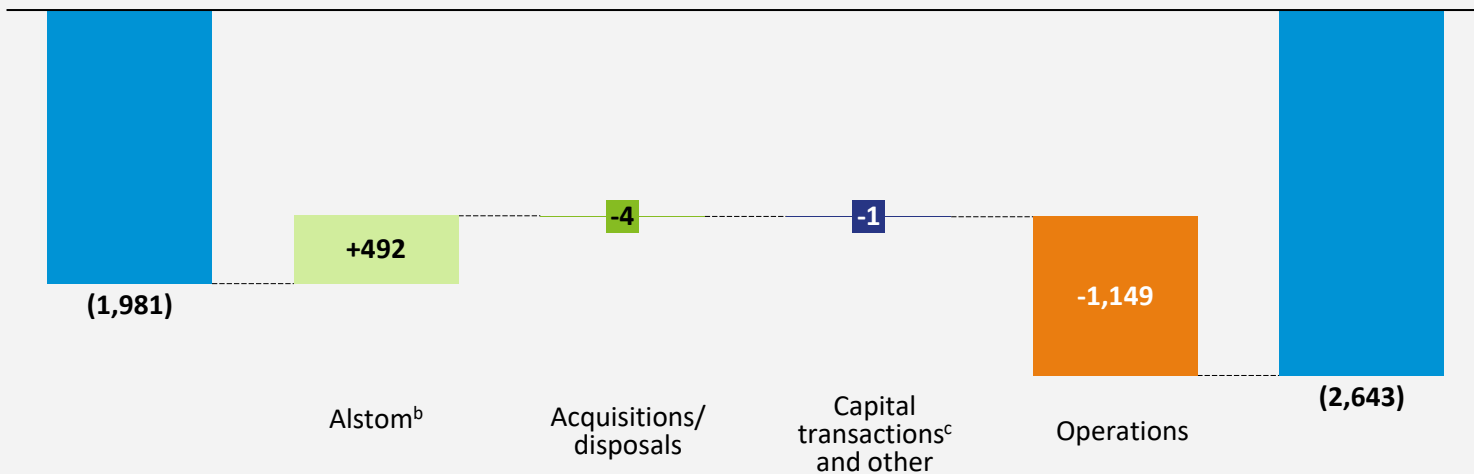 +492
-4
-1
-1,149
(1,981)
(2,643)
Alstomᵇ
Acquisitions/
disposals
Capital
transactionsᶜ
and other
Operations